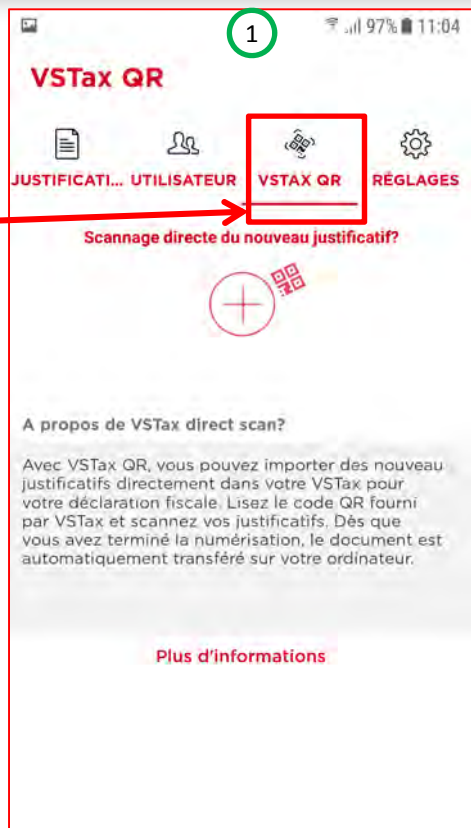 1
97% 11:04
VSTax QR
JUSTIFICATI... UTILISATEUR VSTAX QR RÉGLAGES
Scannage directe du nouveau justificatif?
A propos de VSTax direct scan?
Avec VSTax QR, vous pouvez importer des nouveau
justificatifs directement dans votre VSTax pour
votre déclaration fiscale. Lisez le code QR fourni
par VSTax et scannez vos justificatifs. Dès que
vous avez terminé la numérisation, le document est
automatiquement transféré sur votre ordinateur.
Plus d'informations